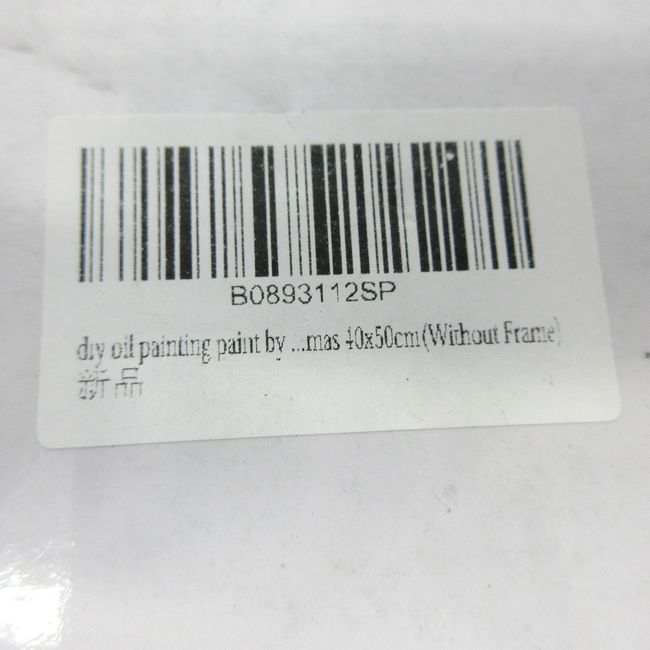 B0893112SP
diy oil painting paint by ...mas 40x50cm(Without Frame)
新品